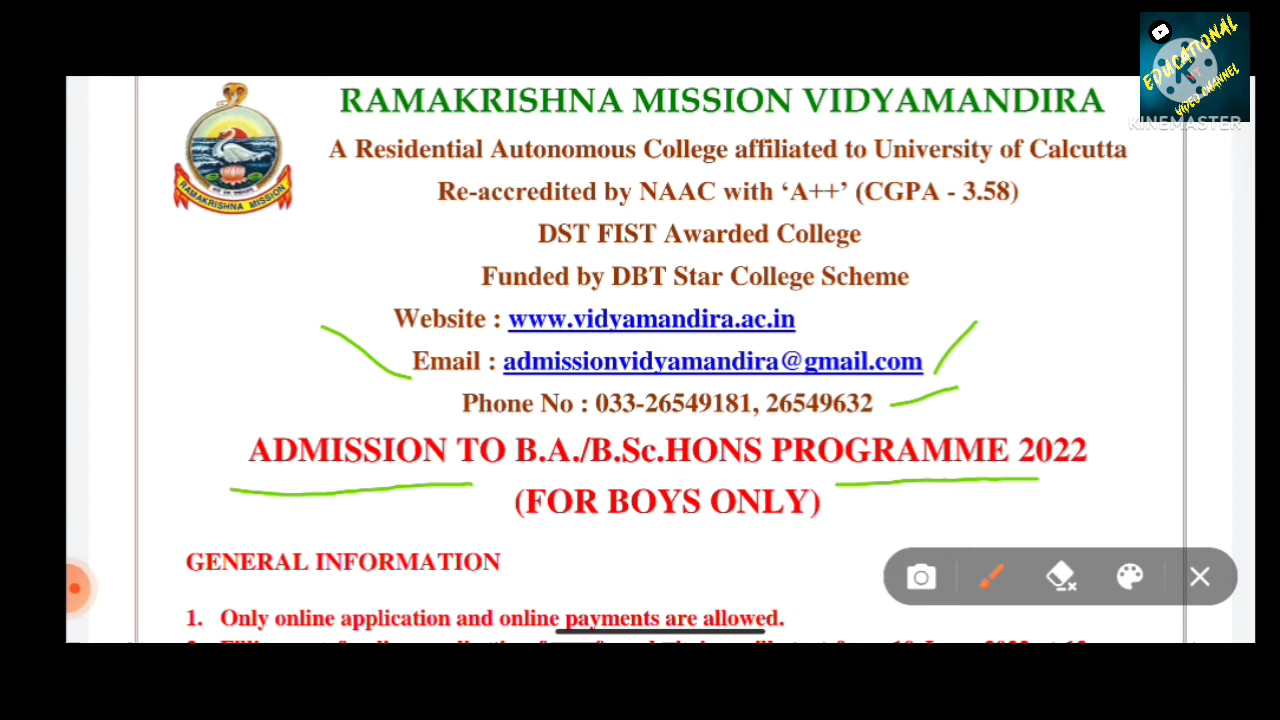 EDUCATIONAL
VIDEO CHANNEL
KINEMASTER
RAMAKRISHNA MISSION VIDYAMANDIRA
A Residential Autonomous College affiliated to University of Calcutta
Re-accredited by NAAC with ‘A++’ (CGPA - 3.58)
DST FIST Awarded College
Funded by DBT Star College Scheme
RAMAKRISHNA MISSION
Website : www.vidyamandira.ac.in
Email : admissionvidyamandira@gmail.com
Phone No : 033-26549181, 26549632
ADMISSION TO B.A./B.Sc.HONS PROGRAMME 2022
(FOR BOYS ONLY)
GENERAL INFORMATION
1. Only online application and online payments are allowed.